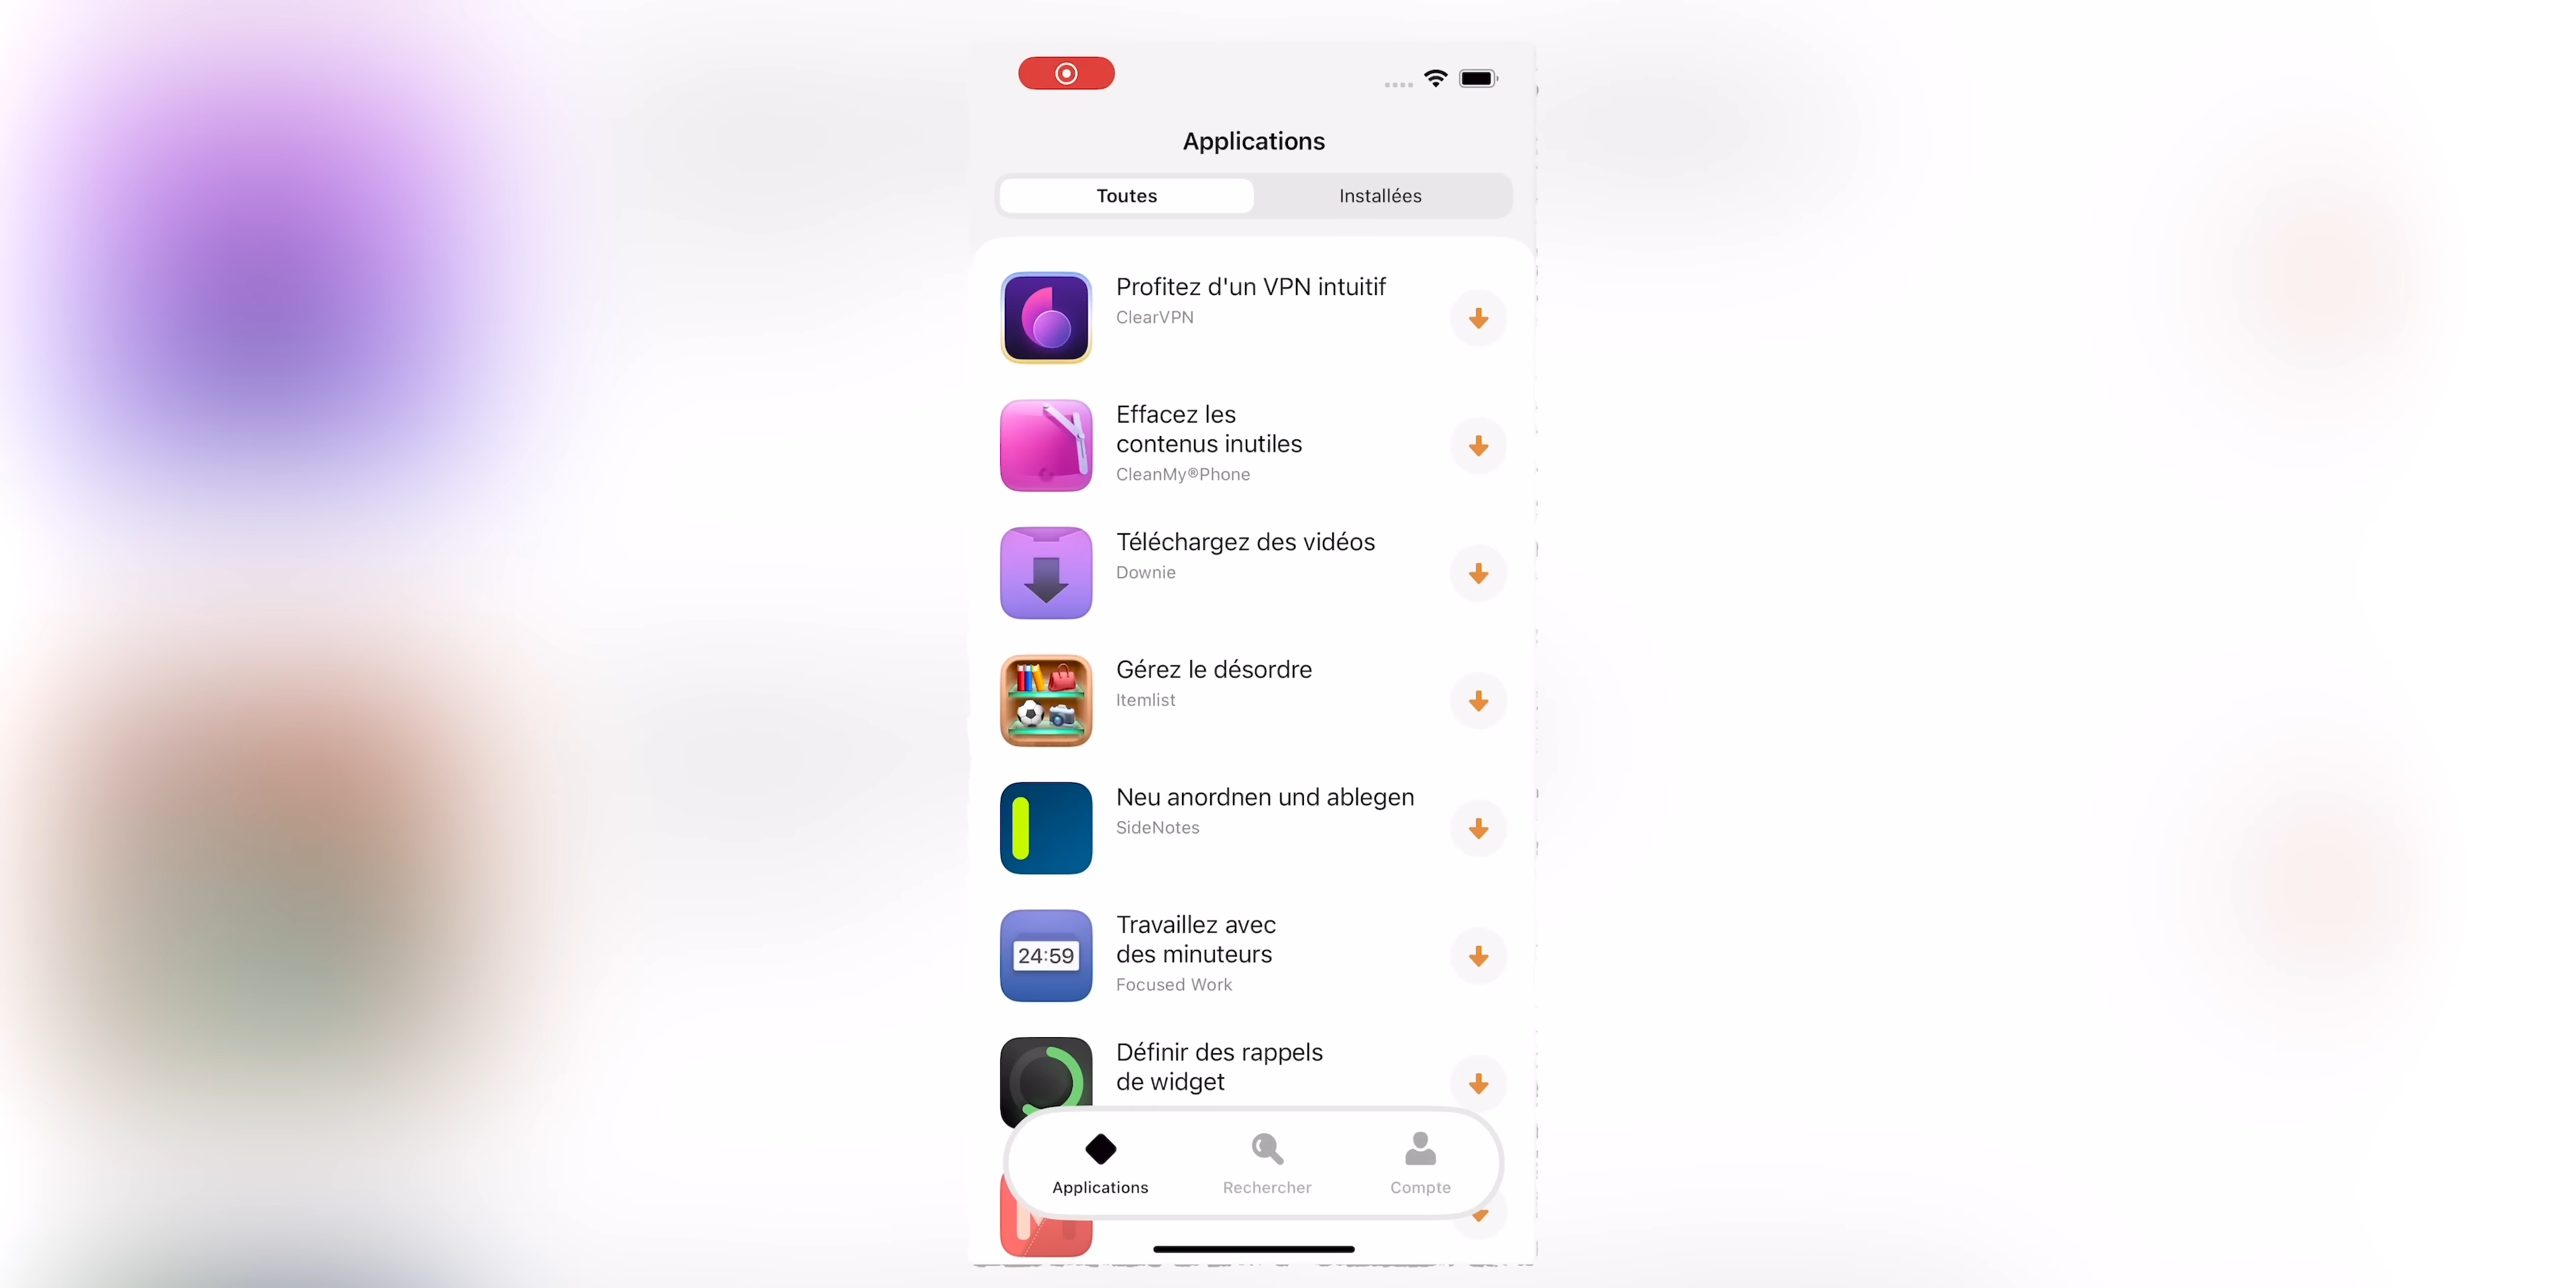 Applications
Toutes
Installées
Profitez d'un VPN intuitif
ClearVPN
Effacez les
contenus inutiles
CleanMy®Phone
Téléchargez des vidéos
Downie
Gérez le désordre
Itemlist
Neu anordnen und ablegen
SideNotes
24:59
Travaillez avec
des minuteurs
Focused Work
Définir des rappels
de widget
Applications
Rechercher
Compte